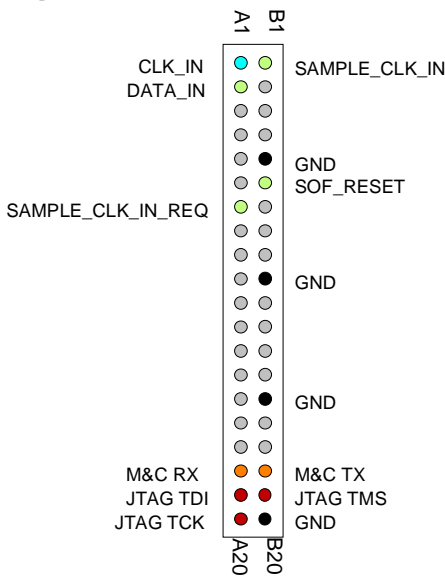 A1 B1
CLK_IN SAMPLE_CLK_IN
DATA_IN
GND
SOF_RESET
SAMPLE_CLK_IN_REQ
GND
GND
M&C RX M&C TX
JTAG TDI JTAG TMS
JTAG TCK GND
A20 B20